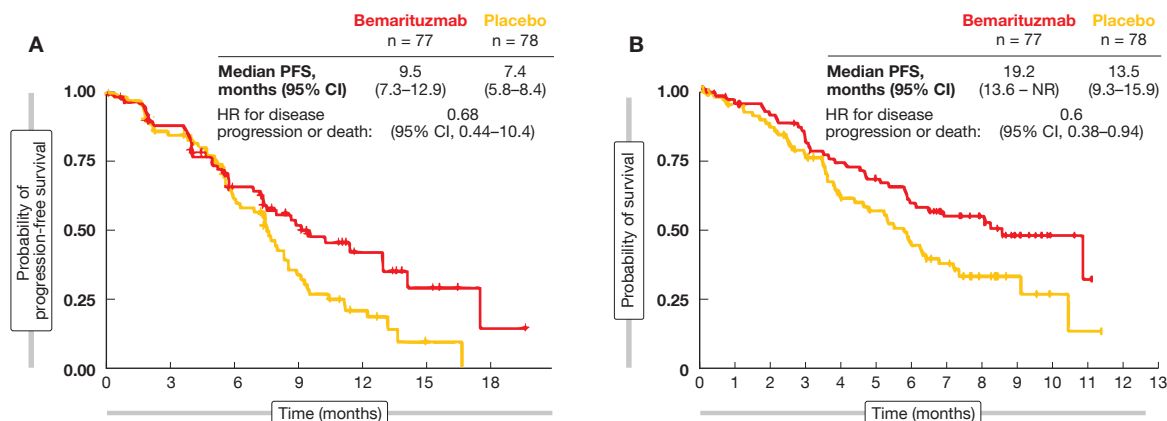 A
Bemarituzmab Placebo
n = 77 n = 78
Median PFS, 9.5 7.4
months (95% CI) (7.3–12.9) (5.8–8.4)
HR for disease 0.68
progression or death: (95% CI, 0.44–10.4)
Probability of
progression-free survival
1.00
0.75
0.50
0.25
0.00
0 3 6 9 12 15 18
Time (months)
B
Bemarituzmab Placebo
n = 77 n = 78
Median PFS, 19.2 13.5
months (95% CI) (13.6 – NR) (9.3–15.9)
HR for disease 0.6
progression or death: (95% CI, 0.38–0.94)
Probability of survival
1.00
0.75
0.50
0.25
0.00
0 1 2 3 4 5 6 7 8 9 10 11 12 13
Time (months)